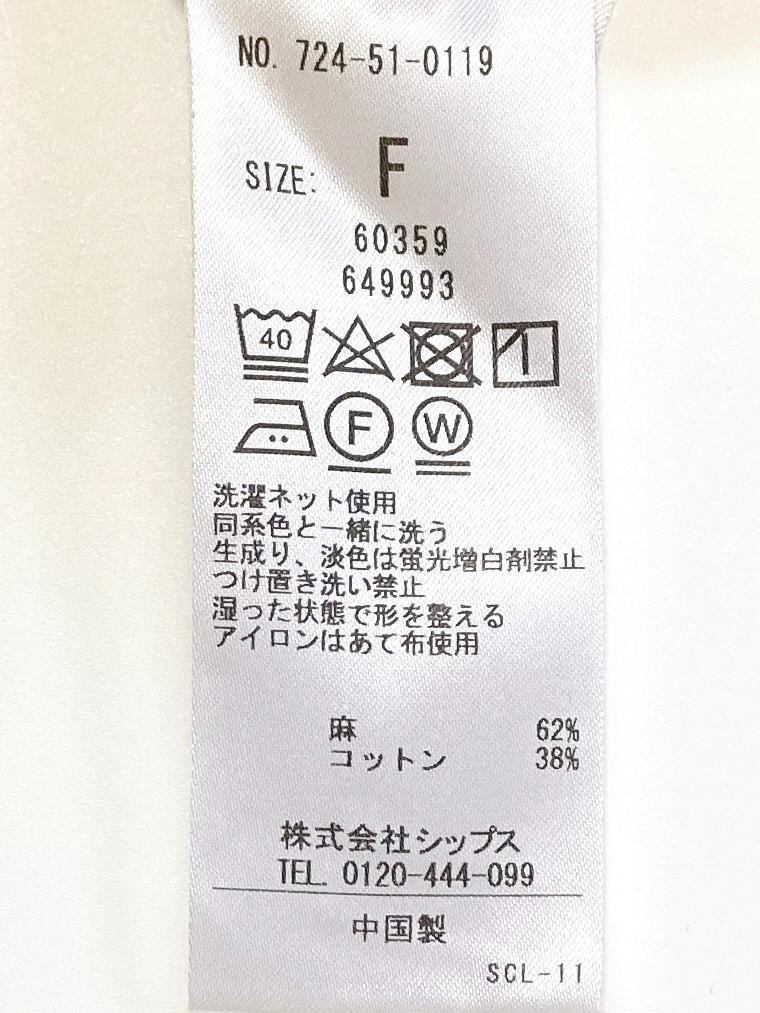 NO. 724-51-0119
SIZE: F
60359
649993
40
F W
洗濯ネット使用
同系色と一緒に洗う
生成り、淡色は蛍光増白剤禁止
つけ置き洗い禁止
湿った状態で形を整える
アイロンはあて布使用
麻 62%
コットン 38%
株式会社シップス
TEL. 0120-444-099
中国製
SCL-11